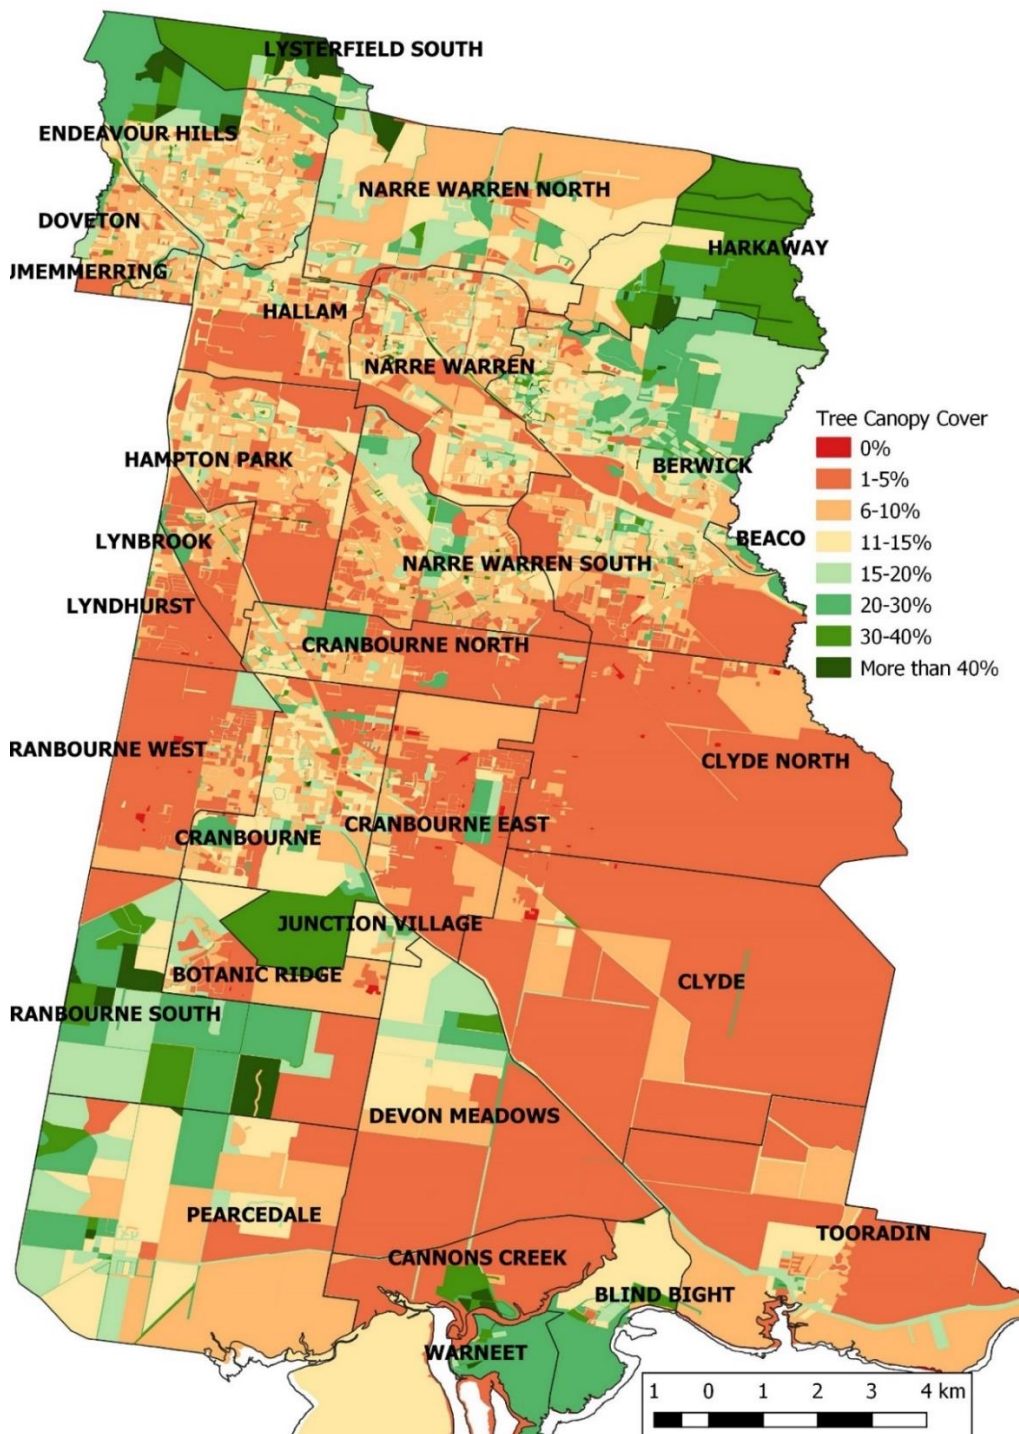 LYSTERFIELD SOUTH
ENDEAVOUR HILLS
NARRE WARREN NORTH
DOVETON
HARKAWAY
UMEMMERRING
HALLAM
NARRE WARREN
Tree Canopy Cover
0%
1-5%
6-10%
11-15%
15-20%
20-30%
30-40%
More than 40%
HAMPTON PARK
BERWICK
LYNBROOK
BEACO
NARRE WARREN SOUTH
LYNDHURST
CRANBOURNE NORTH
RANBOURNE WEST
CLYDE NORTH
CRANBOURNE EAST
CRANBOURNE
JUNCTION VILLAGE
BOTANIC RIDGE
CLYDE
RANBOURNE SOUTH
DEVON MEADOWS
PEARCEDALE
TOORADIN
CANNONS CREEK
BLIND BIGHT
WARNEET
1 0 1 2 3 4 km